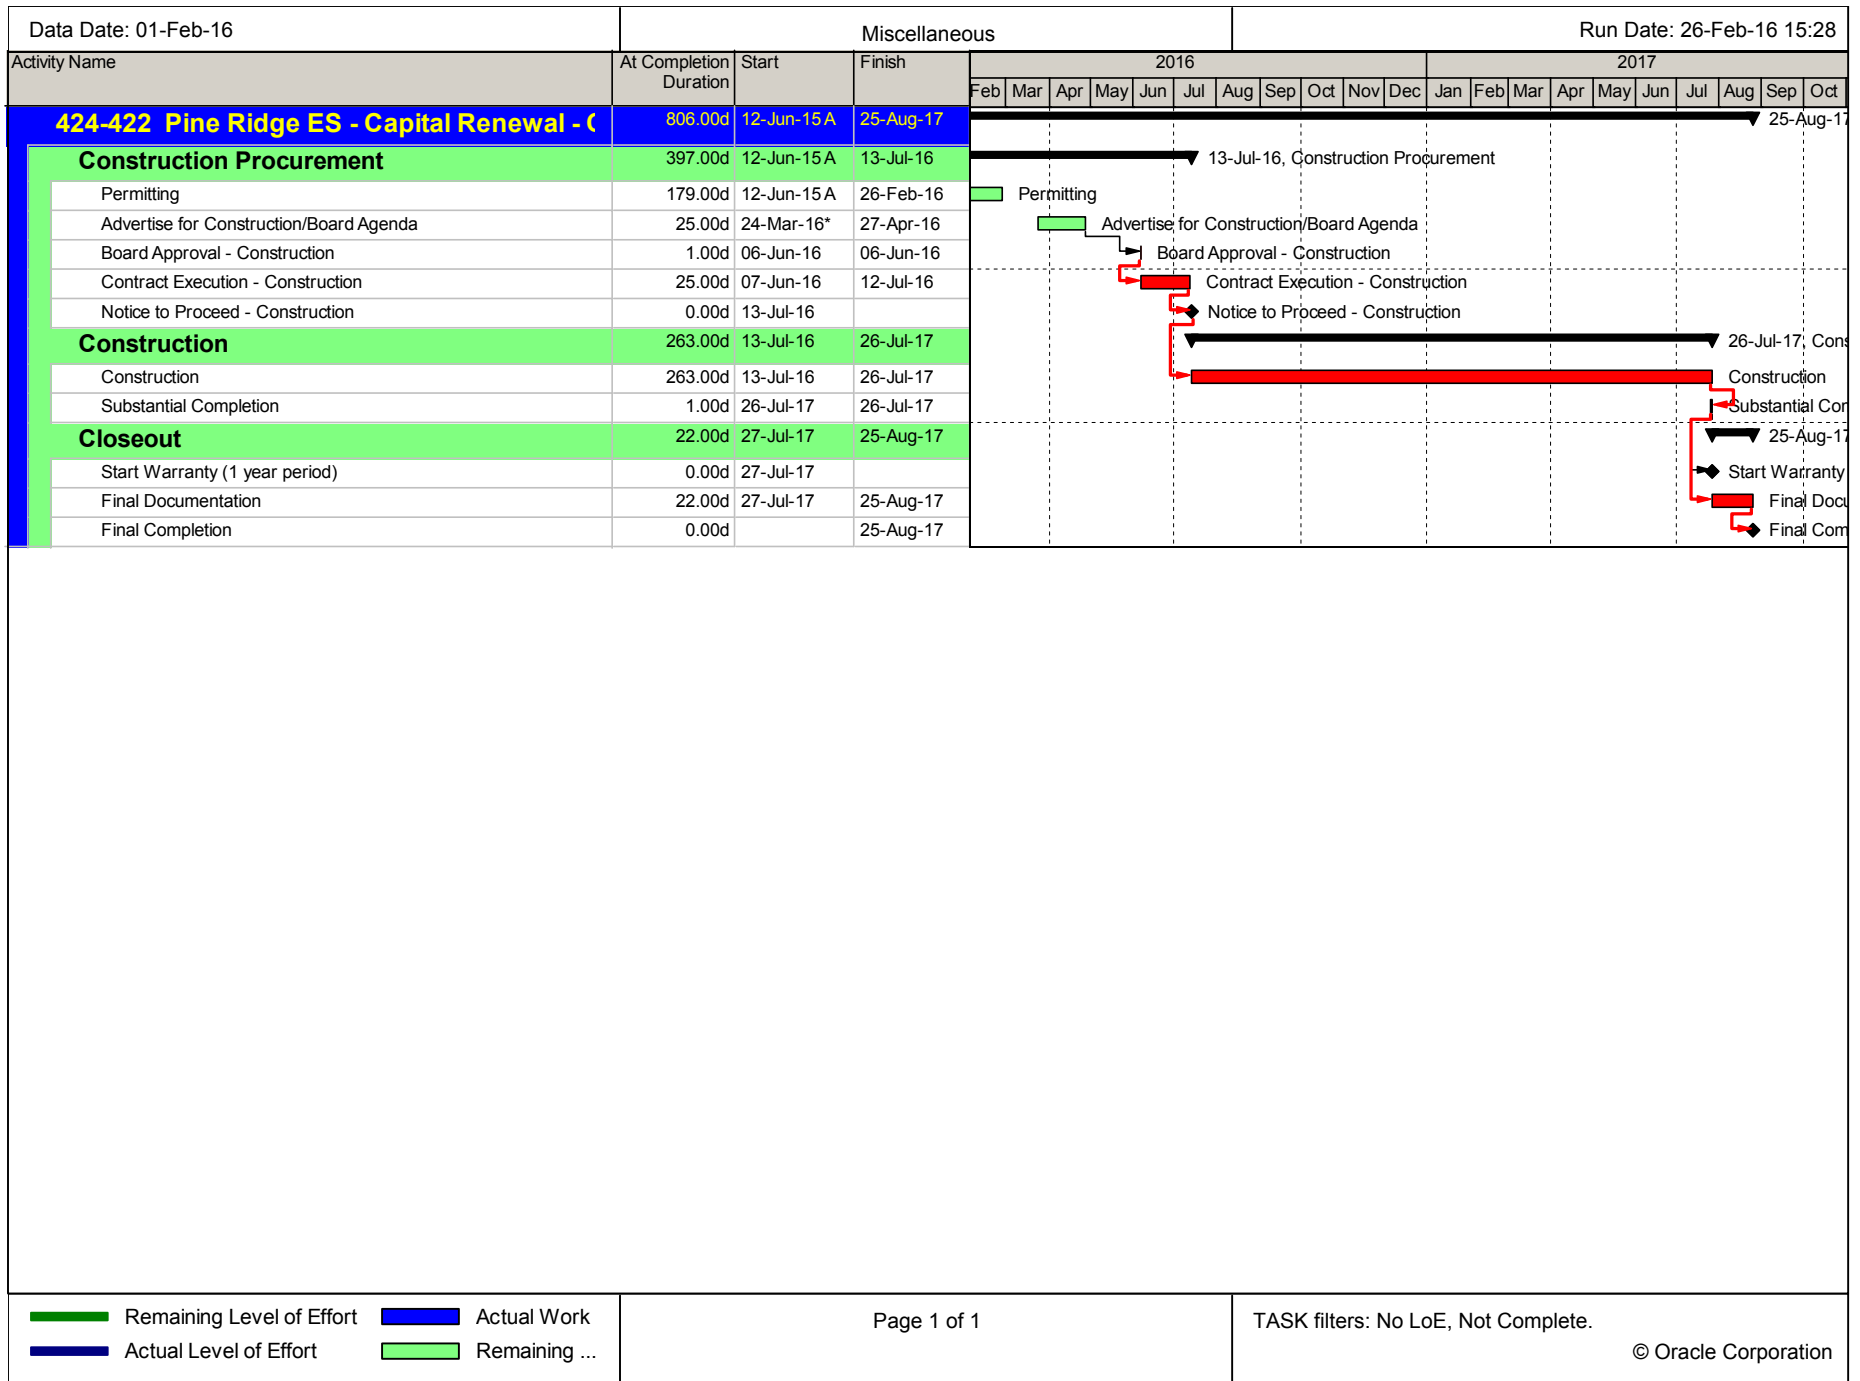 Data Date: 01-Feb-16
Miscellaneous
Run Date: 26-Feb-16 15:28
Activity Name At Completion Duration Start Finish
2016 2017
Feb Mar Apr May Jun Jul Aug Sep Oct Nov Dec Jan Feb Mar Apr May Jun Jul Aug Sep Oct
424-422 Pine Ridge ES - Capital Renewal - 806.00d 12-Jun-15 A 25-Aug-17 25-Aug-17
Construction Procurement 397.00d 12-Jun-15 A 13-Jul-16 13-Jul-16, Construction Procurement
Permitting 179.00d 12-Jun-15 A 26-Feb-16 Permitting
Advertise for Construction/Board Agenda 25.00d 24-Mar-16* 27-Apr-16 Advertise for Construction/Board Agenda
Board Approval - Construction 1.00d 06-Jun-16 06-Jun-16 Board Approval - Construction
Contract Execution - Construction 25.00d 07-Jun-16 12-Jul-16 Contract Execution - Construction
Notice to Proceed - Construction 0.00d 13-Jul-16 Notice to Proceed - Construction
Construction 263.00d 13-Jul-16 26-Jul-17 26-Jul-17, Cons
Construction 263.00d 13-Jul-16 26-Jul-17 Construction
Substantial Completion 1.00d 26-Jul-17 26-Jul-17 Substantial Con
Closeout 22.00d 27-Jul-17 25-Aug-17 25-Aug-17
Start Warranty (1 year period) 0.00d 27-Jul-17 Start Warranty
Final Documentation 22.00d 27-Jul-17 25-Aug-17 Final Docu
Final Completion 0.00d 25-Aug-17 Final Com
Remaining Level of Effort Actual Work
Actual Level of Effort Remaining ...
Page 1 of 1
TASK filters: No LoE, Not Complete.
© Oracle Corporation